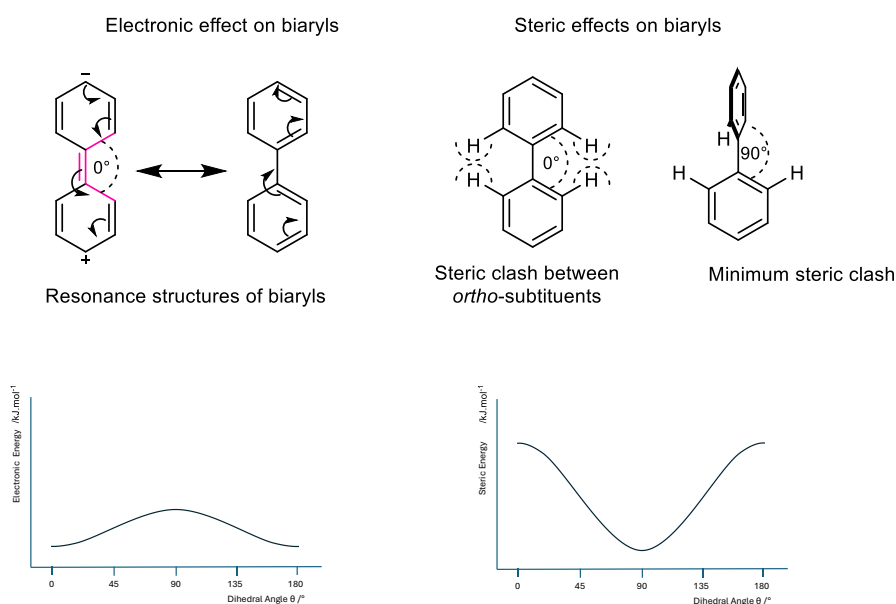 Electronic effect on biaryls
Steric effects on biaryls
−
0°
+
H
H
H
H
0°
H
90°
H
H
Resonance structures of biaryls
Steric clash between
ortho-subtituents
Minimum steric clash
Electronic Energy /kJ.mol-1
0
45
90
135
180
Dihedral Angle θ /°
Steric Energy /kJ.mol-1
0
45
90
135
180
Dihedral Angle θ /°